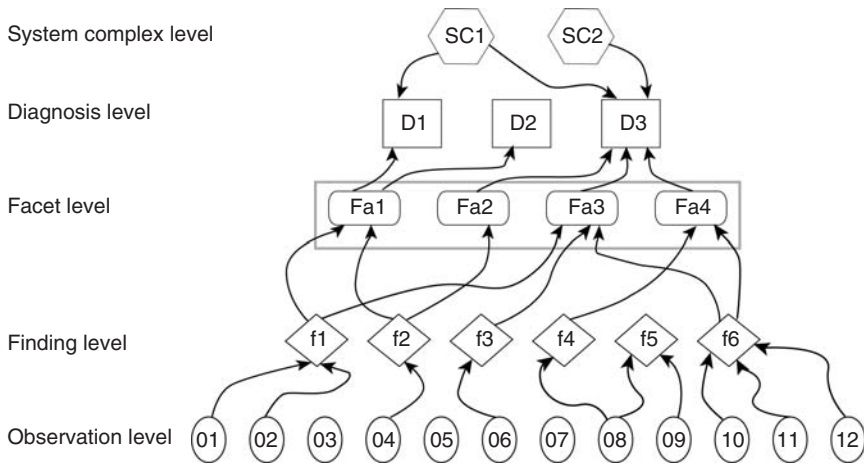 System complex level SC1 SC2
Diagnosis level D1 D2 D3
Facet level Fa1 Fa2 Fa3 Fa4
Finding level f1 f2 f3 f4 f5 f6
Observation level 01 02 03 04 05 06 07 08 09 10 11 12